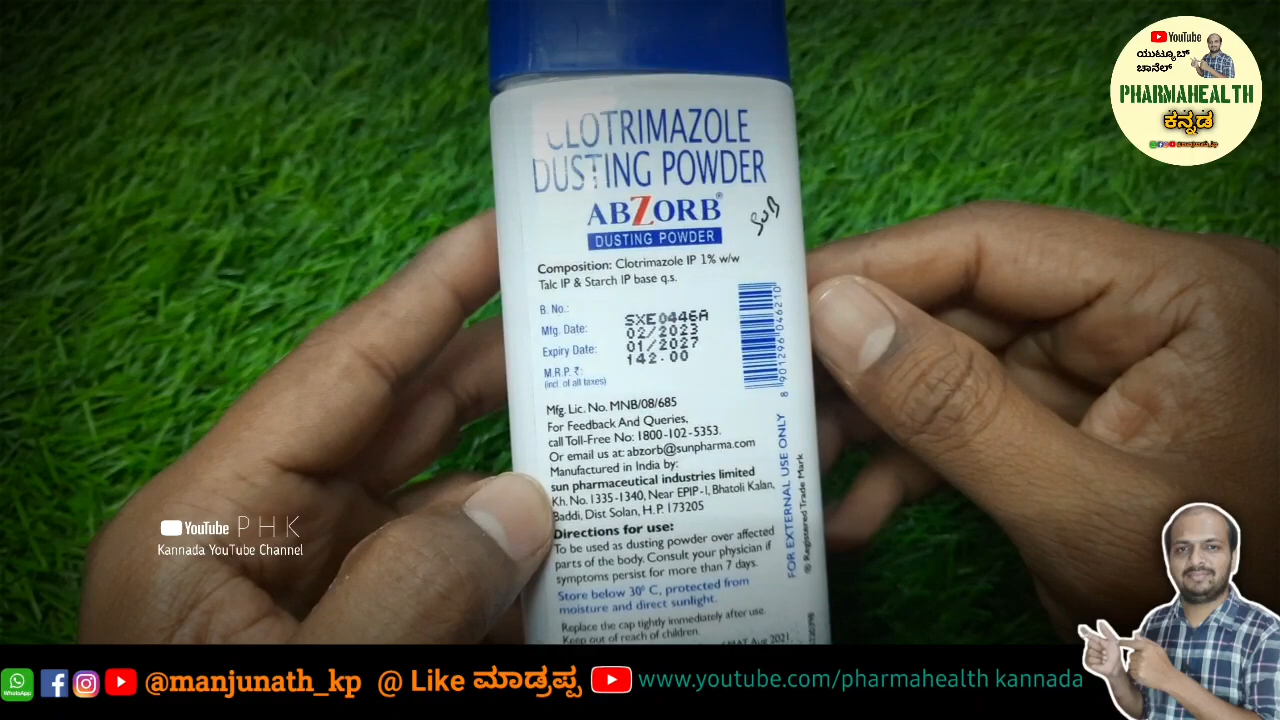 YouTube
ಯುಟ್ಯೂಬ್
ಚಾನೆಲ್
PHARMAHEALTH
ಕನ್ನಡ
CLOTRIMAZOLE
DUSTING POWDER
ABZORB®
DUSTING POWDER
SUB
Composition: Clotrimazole IP 1% w/w
Talc IP & Starch IP base q.s.
B. No.: SXE0446A
Mfg. Date: 02/2023
Expiry Date: 01/2027
M.R.P. ₹: 142.00
(incl. of all taxes)
8 901296 046210
Mfg. Lic. No. MNB/08/685
For Feedback And Queries,
call Toll-Free No: 1800-102-5353.
Or email us at: abzorb@sunpharma.com
Manufactured in India by:
sun pharmaceutical industries limited
Kh. No. 1335-1340, Near EPIP-I, Bhatoli Kalan,
Baddi, Dist Solan, H.P. 173205
Directions for use:
To be used as dusting powder over affected
parts of the body. Consult your physician if
symptoms persist for more than 7 days.
Store below 30° C, protected from
moisture and direct sunlight.
Replace the cap tightly immediately after use.
Keep out of reach of children.
Aug 2021.
FOR EXTERNAL USE ONLY
® Registered Trade Mark
YouTube PHK
Kannada YouTube Channel
WhatsApp
@manjunath_kp @ Like ಮಾಡ್ರಪ್ಪ www.youtube.com/pharmahealth kannada